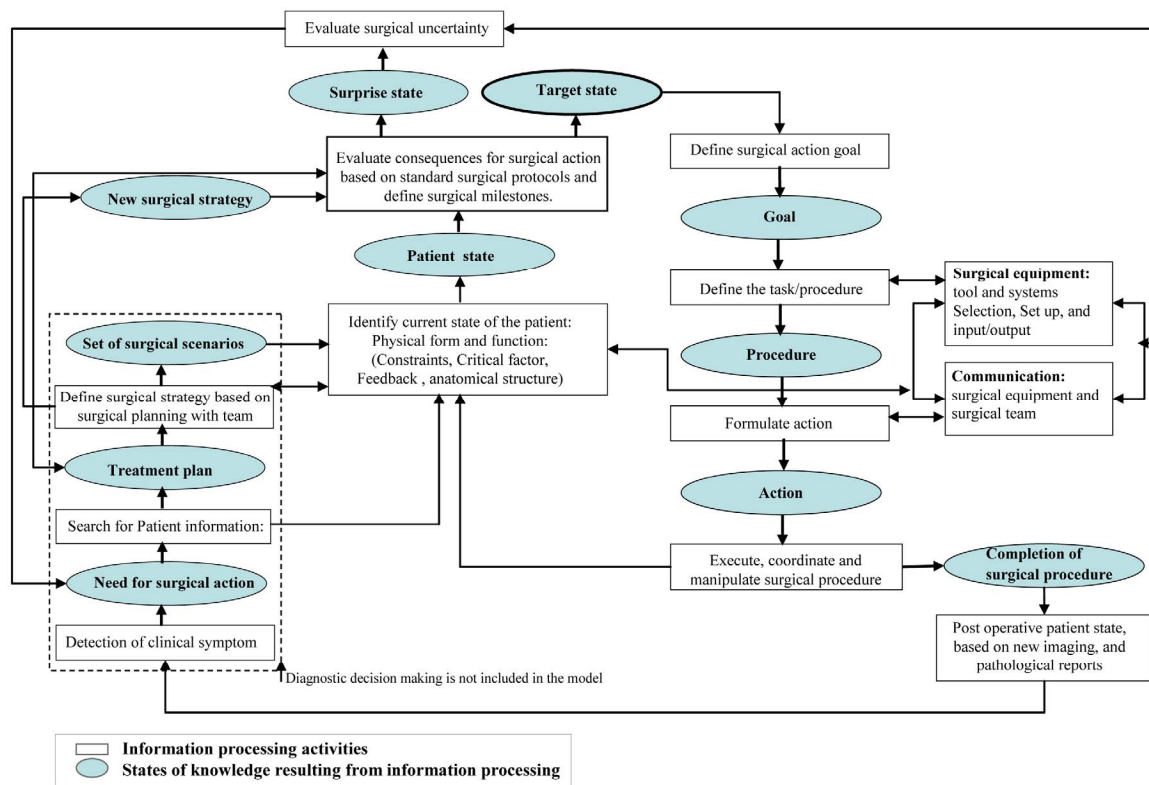 Evaluate surgical uncertainty
Surprise state
Target state
Evaluate consequences for surgical action
based on standard surgical protocols and
define surgical milestones.
Define surgical action goal
New surgical strategy
Goal
Patient state
Define the task/procedure
Surgical equipment:
tool and systems
Selection, Set up, and
input/output
Identify current state of the patient:
Physical form and function:
(Constraints, Critical factor,
Feedback , anatomical structure)
Set of surgical scenarios
Procedure
Define surgical strategy based on
surgical planning with team
Communication:
surgical equipment and
surgical team
Formulate action
Treatment plan
Action
Search for Patient information:
Execute, coordinate and
manipulate surgical procedure
Completion of
surgical procedure
Need for surgical action
Detection of clinical symptom
Post operative patient state,
based on new imaging, and
pathological reports
Diagnostic decision making is not included in the model
Information processing activities
States of knowledge resulting from information processing